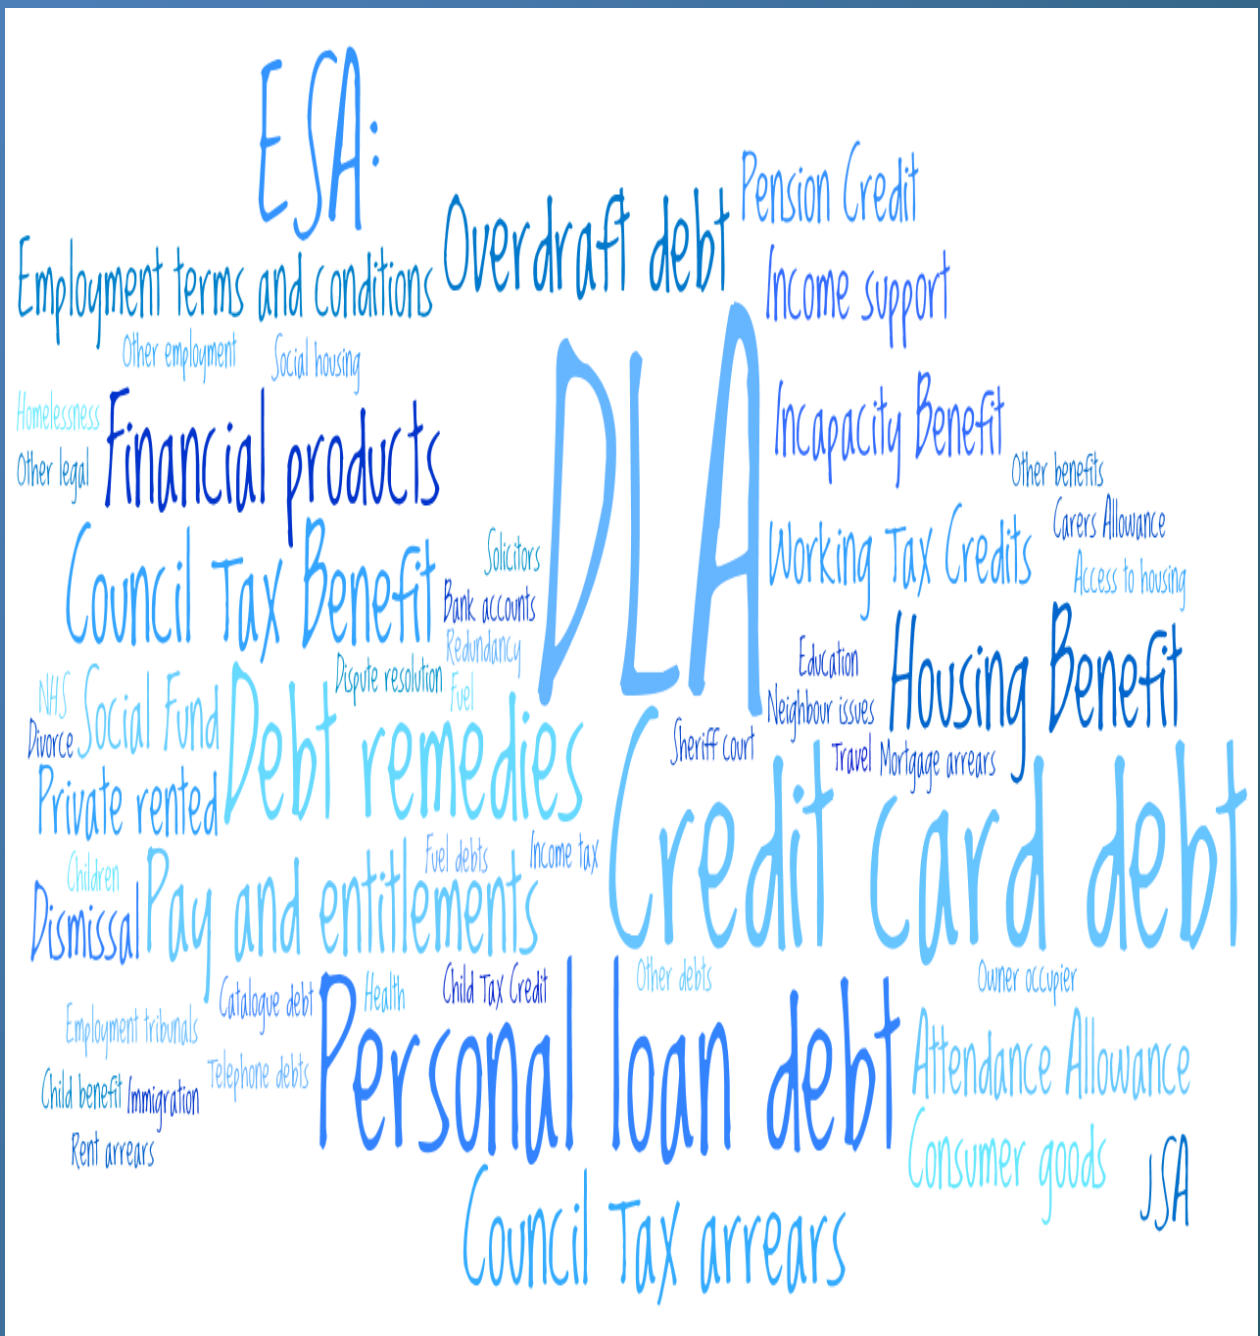 ESA:
Pension Credit
Overdraft debt
Employment terms and conditions
Income support
Other employment
Social housing
DLA
Homelessness
Financial products
Incapacity Benefit
Other legal
Other benefits
Carers Allowance
Council Tax Benefit
Solicitors
Working Tax Credits
Access to housing
Bank accounts
Redundancy
Education
Housing Benefit
Dispute resolution
NHS
Social Fund
Fuel
Neighbour issues
Divorce
Debt remedies
Sheriff court
Travel
Mortgage arrears
Private rented
Credit card debt
Children
Fuel debts
Income tax
Dismissal
Pay and entitlements
Other debts
Owner occupier
Catalogue debt
Health
Child Tax Credit
Employment tribunals
Personal loan debt
Attendance Allowance
Telephone debts
Child benefit
Immigration
Rent arrears
Consumer goods
JSA
Council Tax arrears